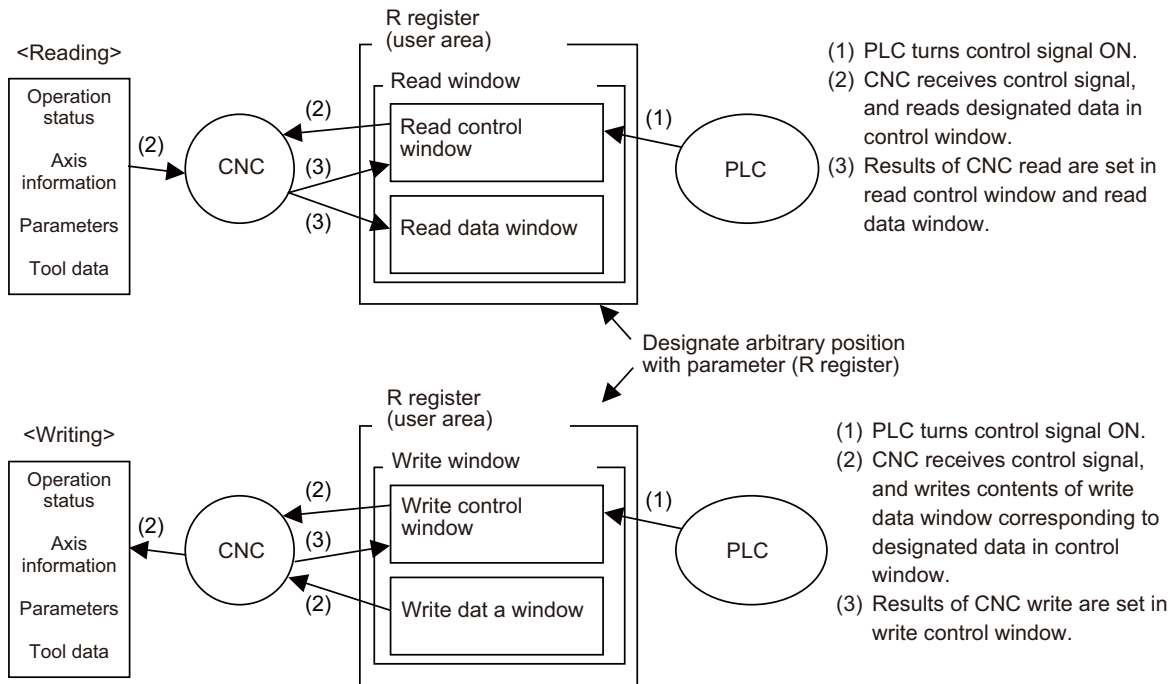 R register
(user area)
<Reading>
Operation
status
Axis
information
Parameters
Tool data
(2)
CNC
(2)
(3)
(3)
Read window
Read control
window
Read data window
(1)
PLC
(1) PLC turns control signal ON.
(2) CNC receives control signal,
and reads designated data in
control window.
(3) Results of CNC read are set in
read control window and read
data window.
Designate arbitrary position
with parameter (R register)
R register
(user area)
<Writing>
Operation
status
Axis
information
Parameters
Tool data
(2)
CNC
(2)
(3)
(2)
Write window
Write control
window
Write dat a window
(1)
PLC
(1) PLC turns control signal ON.
(2) CNC receives control signal,
and writes contents of write
data window corresponding to
designated data in control
window.
(3) Results of CNC write are set in
write control window.